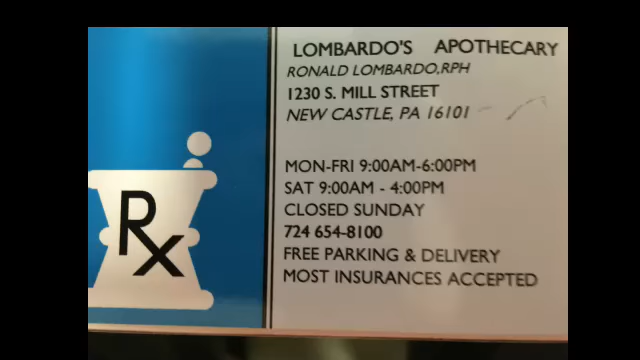 LOMBARDO'S APOTHECARY
RONALD LOMBARDO,RPH
1230 S. MILL STREET
NEW CASTLE, PA 16101
MON-FRI 9:00AM-6:00PM
SAT 9:00AM - 4:00PM
CLOSED SUNDAY
724 654-8100
FREE PARKING & DELIVERY
MOST INSURANCES ACCEPTED
Rx